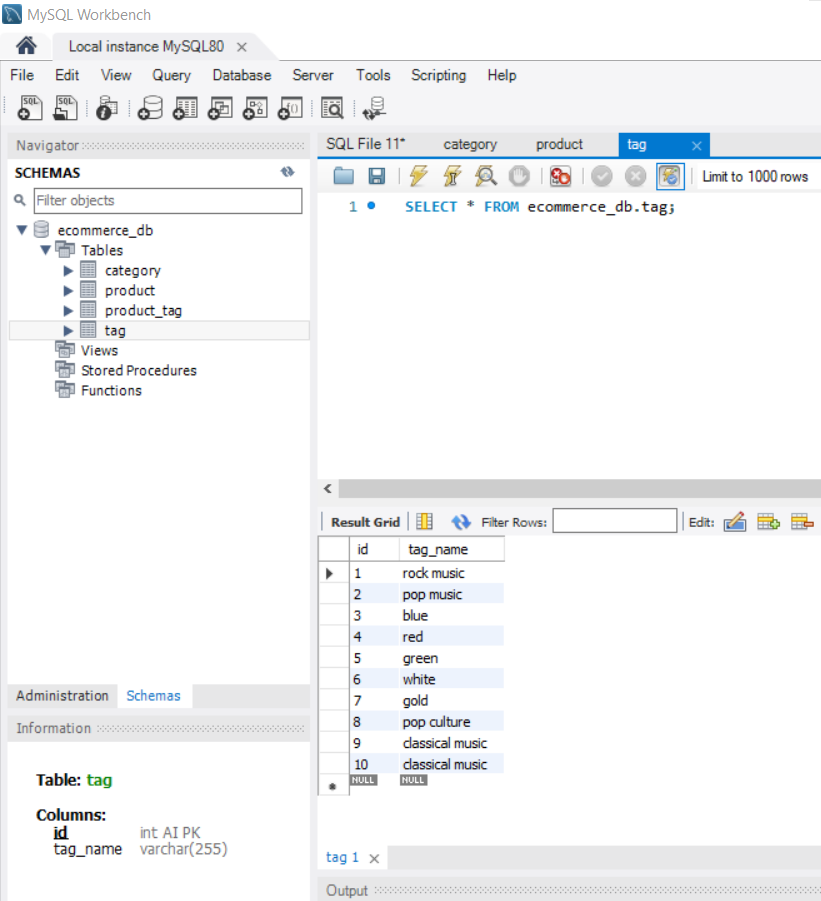 MySQL Workbench
Local instance MySQL80
File Edit View Query Database Server Tools Scripting Help
SQL SQL
Navigator
SCHEMAS
Filter objects
ecommerce_db
Tables
category
product
product_tag
tag
Views
Stored Procedures
Functions
Administration Schemas
Information
Table: tag
Columns:
id int AI PK
tag_name varchar(255)
SQL File 11* category product tag
Limit to 1000 rows
1 SELECT * FROM ecommerce_db.tag;
Result Grid Filter Rows: Edit:
id tag_name
1 rock music
2 pop music
3 blue
4 red
5 green
6 white
7 gold
8 pop culture
9 classical music
10 classical music
NULL NULL
tag 1
Output